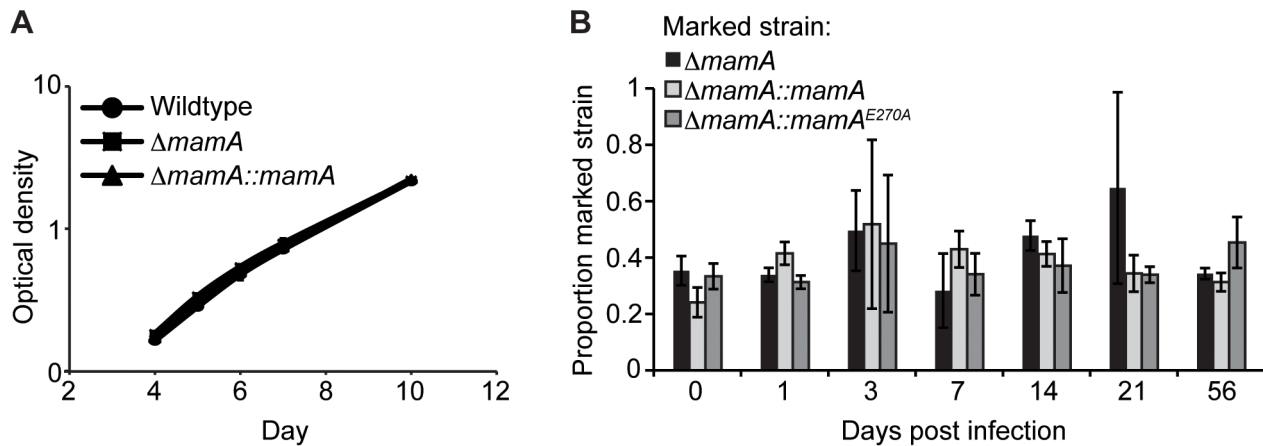 A
10
1
0
Optical density
Wildtype
ΔmamA
ΔmamA::mamA
2 4 6 8 10 12
Day
B
Marked strain:
ΔmamA
ΔmamA::mamA
ΔmamA::mamA^E270A
Proportion marked strain
1
0.8
0.6
0.4
0.2
0
0 1 3 7 14 21 56
Days post infection